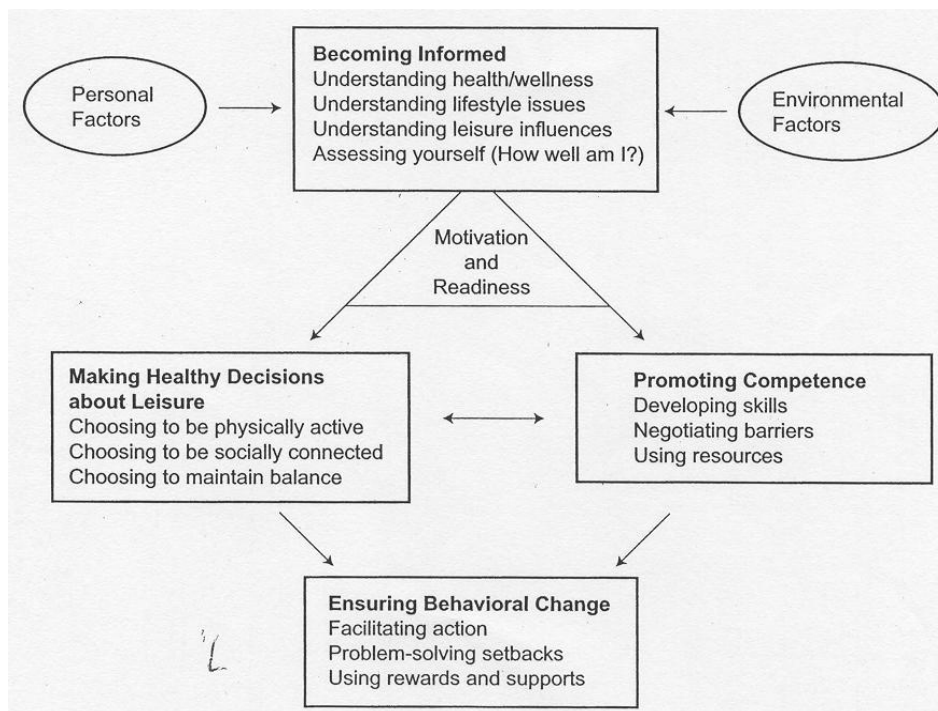 Becoming Informed
Understanding health/wellness
Understanding lifestyle issues
Understanding leisure influences
Assessing yourself (How well am I?)
Personal
Factors
Environmental
Factors
Motivation
and
Readiness
Making Healthy Decisions
about Leisure
Choosing to be physically active
Choosing to be socially connected
Choosing to maintain balance
Promoting Competence
Developing skills
Negotiating barriers
Using resources
Ensuring Behavioral Change
Facilitating action
Problem-solving setbacks
Using rewards and supports